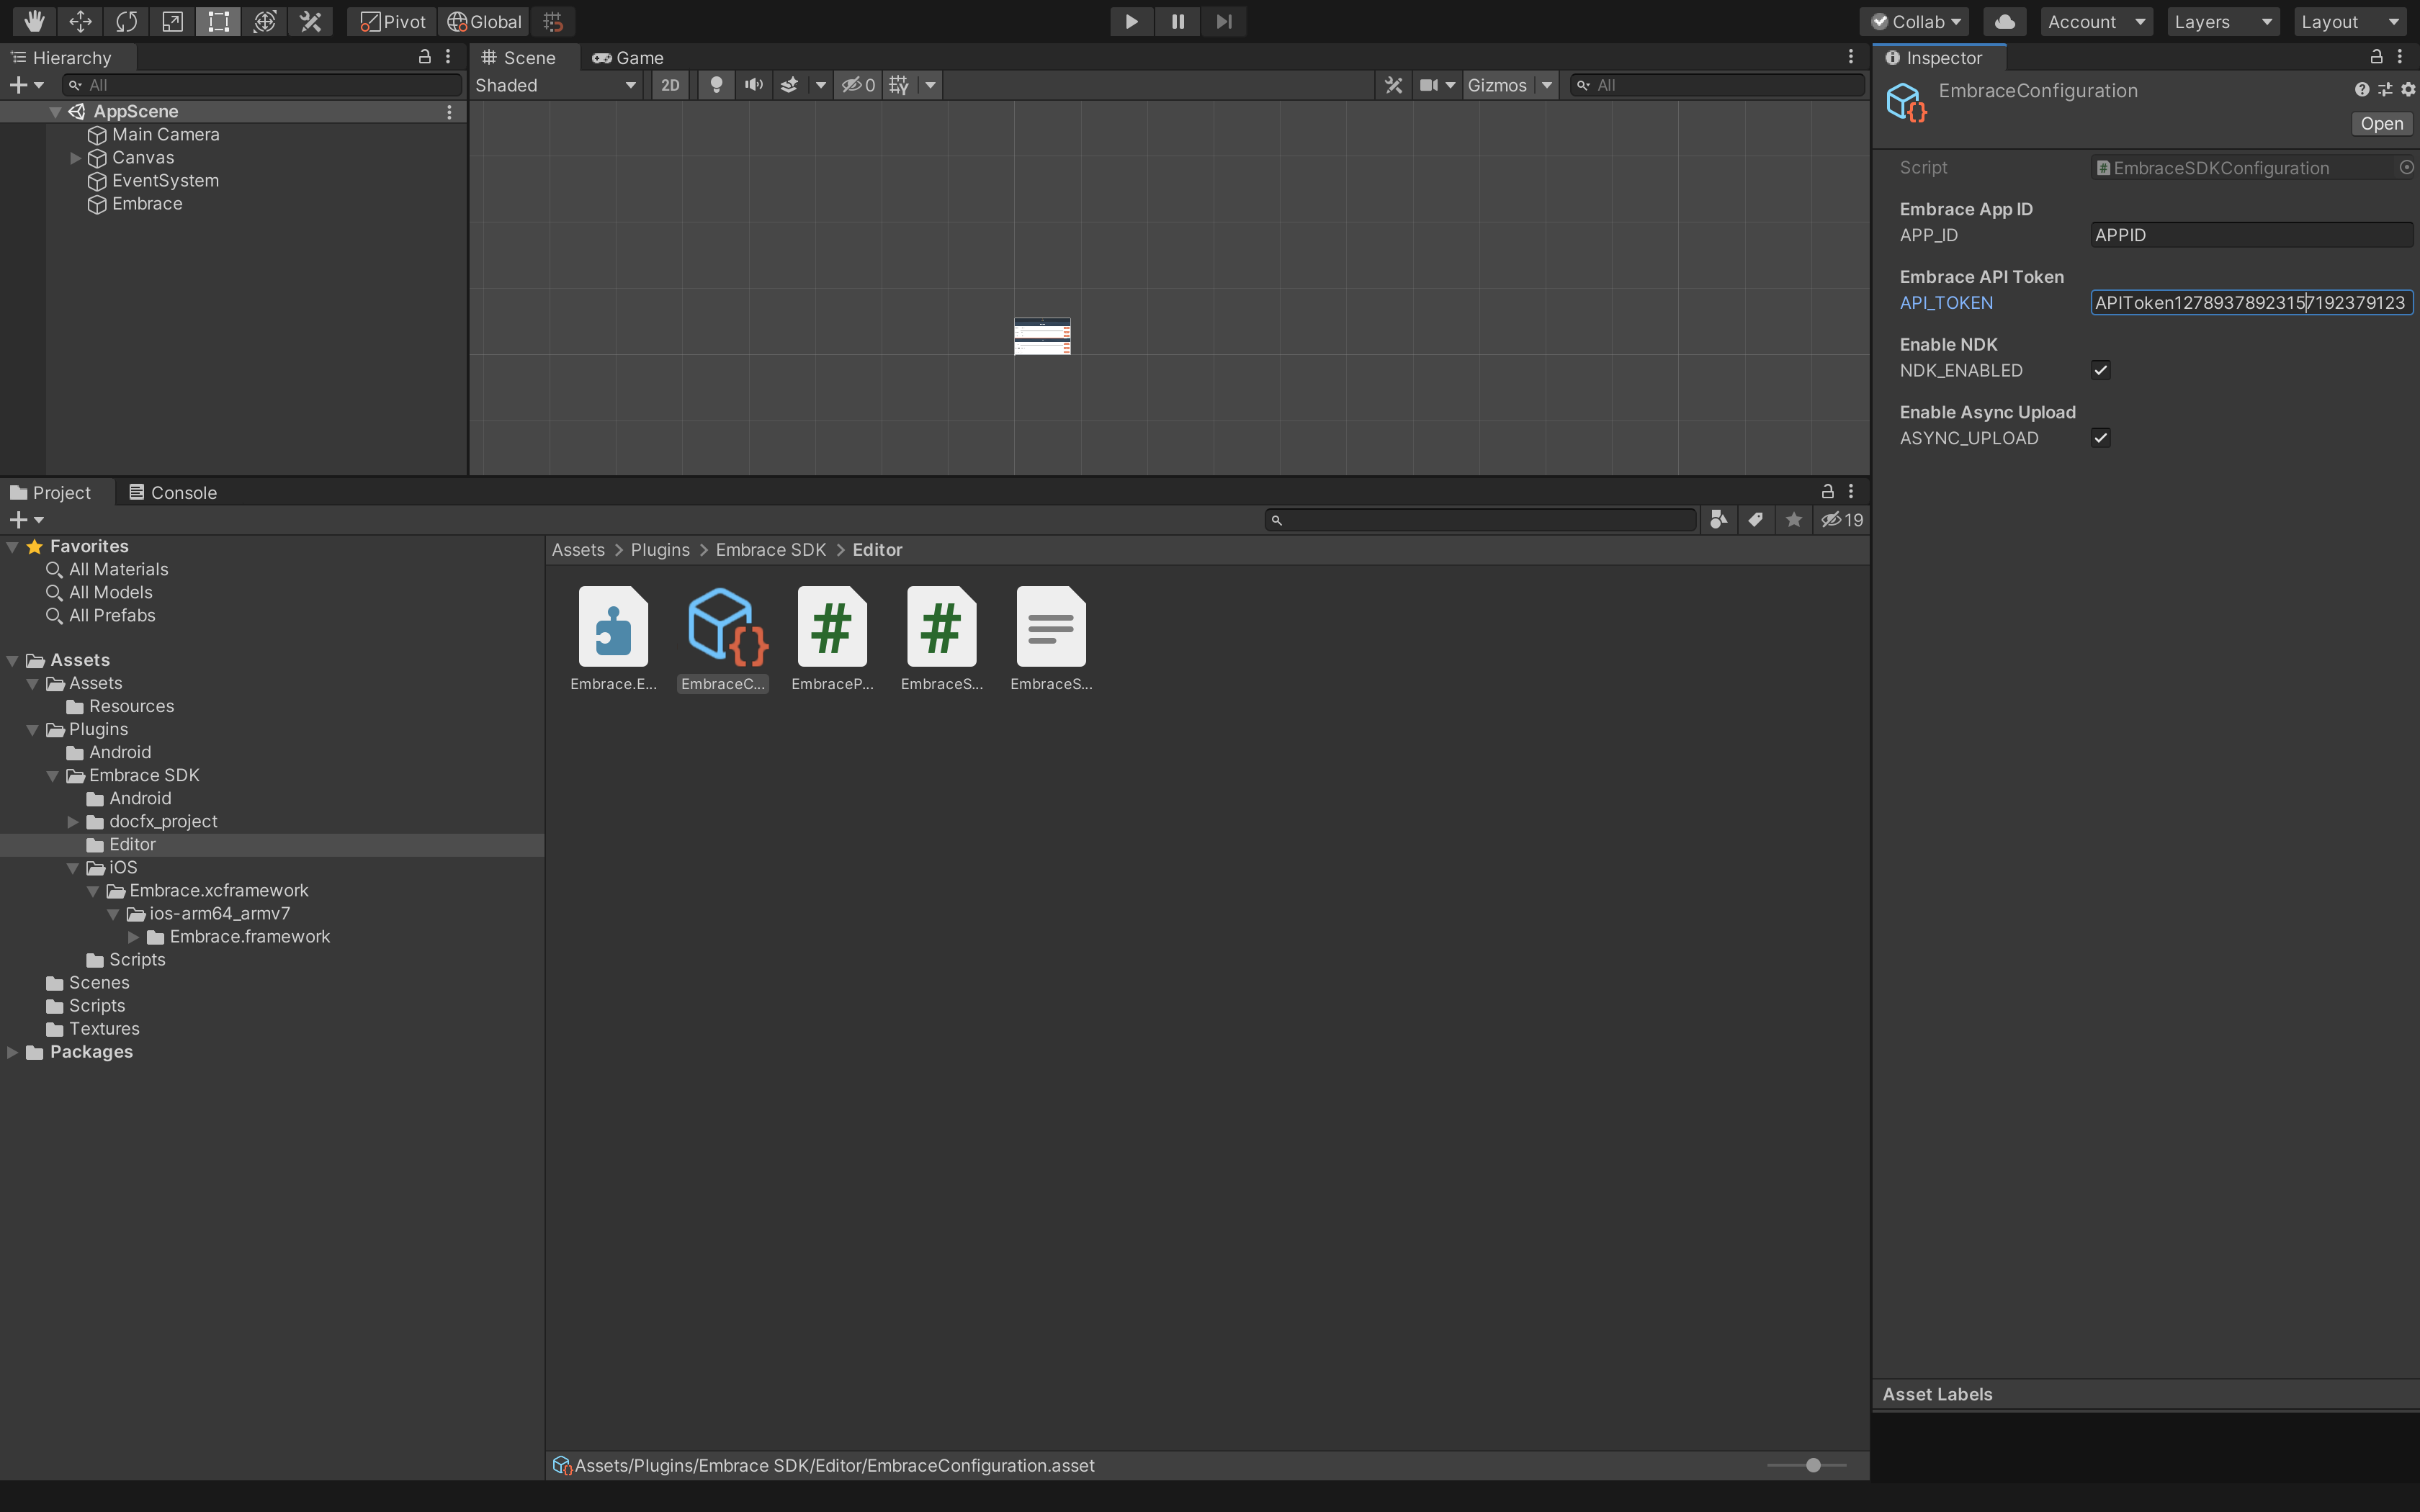 Pivot Global Collab Account Layers Layout
Hierarchy
All
AppScene
Main Camera
Canvas
EventSystem
Embrace
Scene Game
Shaded 2D 0 Gizmos All
Inspector
EmbraceConfiguration
Open
Script EmbraceSDKConfiguration
Embrace App ID
APP_ID APPID
Embrace API Token
API_TOKEN APIToken12789378923157192379123
Enable NDK
NDK_ENABLED
Enable Async Upload
ASYNC_UPLOAD
Project Console
19
Favorites
All Materials
All Models
All Prefabs
Assets
Assets
Resources
Plugins
Android
Embrace SDK
Android
docfx_project
Editor
iOS
Embrace.xcframework
ios-arm64_armv7
Embrace.framework
Scripts
Scenes
Scripts
Textures
Packages
Assets > Plugins > Embrace SDK > Editor
Embrace.E... EmbraceC... EmbraceP... EmbraceS... EmbraceS...
Assets/Plugins/Embrace SDK/Editor/EmbraceConfiguration.asset
Asset Labels